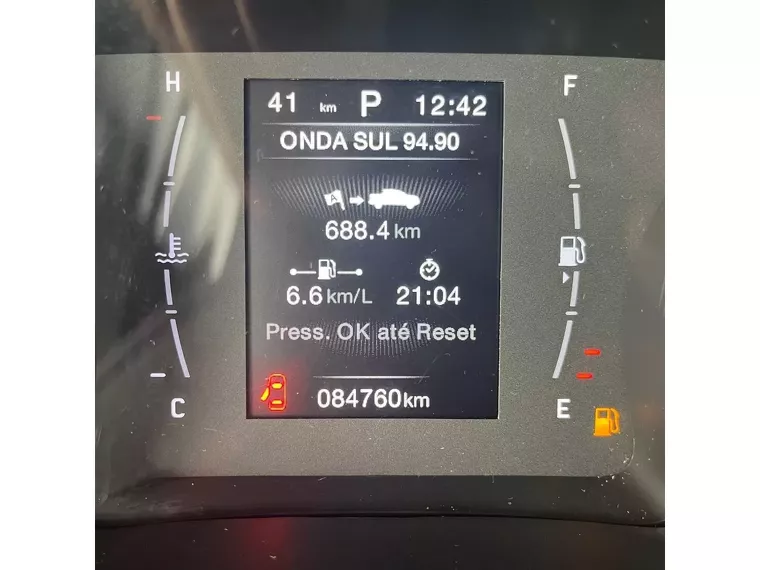 H
F
41 km P 12:42
ONDA SUL 94.90
A
688.4 km
6.6 km/L 21:04
Press. OK até Reset
084760km
C
E